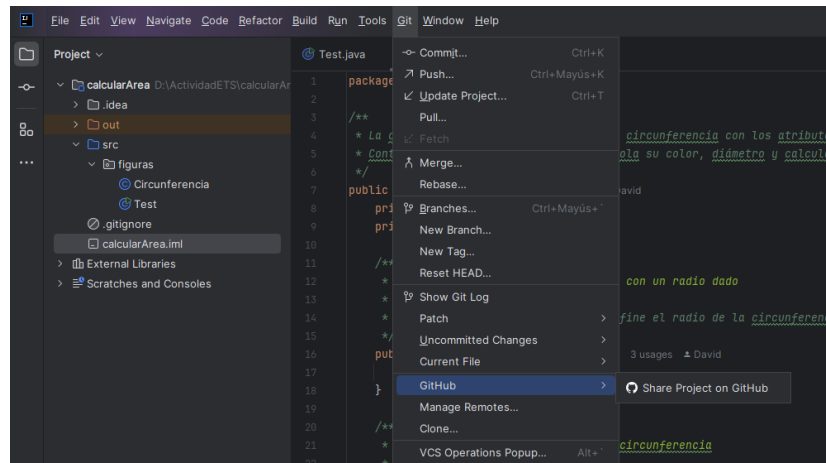 File Edit View Navigate Code Refactor Build Run Tools Git Window Help
Project
Test.java
calcularArea D:\ActividadETS\calcularAr
.idea
out
src
figuras
Circunferencia
Test
.gitignore
calcularArea.iml
External Libraries
Scratches and Consoles
1 package
2
3 /**
4 * La circunferencia con los atribut
5 * Cont ola su color, diámetro y calcul
6 */
7 public avid
8 pri
9 pri
10
11 /**
12 * con un radio dado
13 *
14 * fine el radio de la circunferen
15 */
16 pub 3 usages David
17
18 }
19
20 /**
21 * circunferencia
22
Commit... Ctrl+K
Push... Ctrl+Mayús+K
Update Project... Ctrl+T
Pull...
Fetch
Merge...
Rebase...
Branches... Ctrl+Mayús+`
New Branch...
New Tag...
Reset HEAD...
Show Git Log
Patch
Uncommitted Changes
Current File
GitHub
Share Project on GitHub
Manage Remotes...
Clone...
VCS Operations Popup... Alt+`